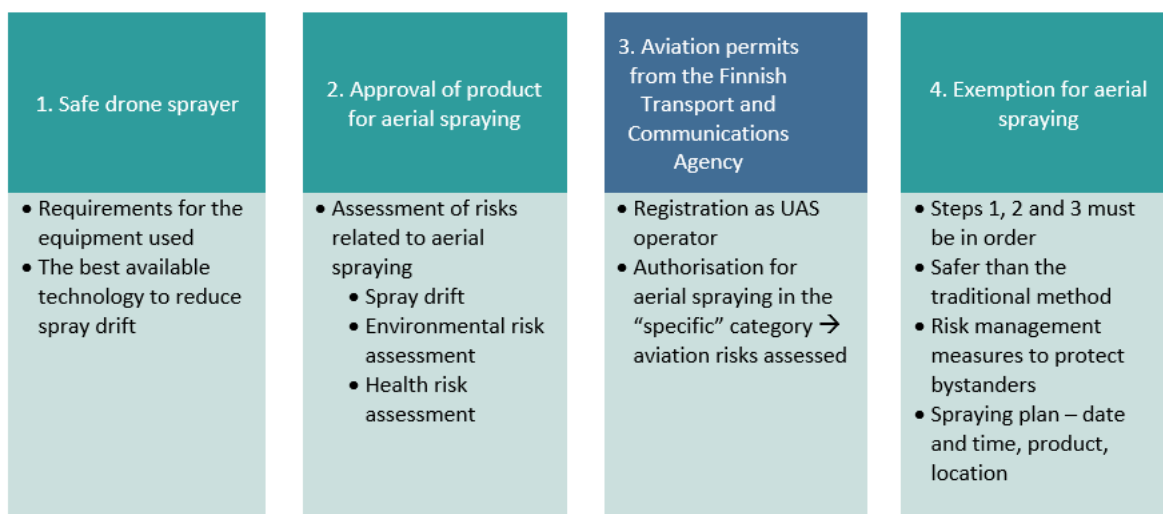 1. Safe drone sprayer
• Requirements for the
equipment used
• The best available
technology to reduce
spray drift
2. Approval of product
for aerial spraying
• Assessment of risks
related to aerial
spraying
• Spray drift
• Environmental risk
assessment
• Health risk
assessment
3. Aviation permits
from the Finnish
Transport and
Communications
Agency
• Registration as UAS
operator
• Authorisation for
aerial spraying in the
“specific” category →
aviation risks assessed
4. Exemption for aerial
spraying
• Steps 1, 2 and 3 must
be in order
• Safer than the
traditional method
• Risk management
measures to protect
bystanders
• Spraying plan – date
and time, product,
location